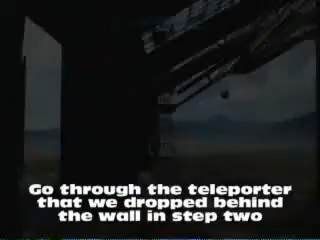 Go through the teleporter
that we dropped behind
the wall in step two